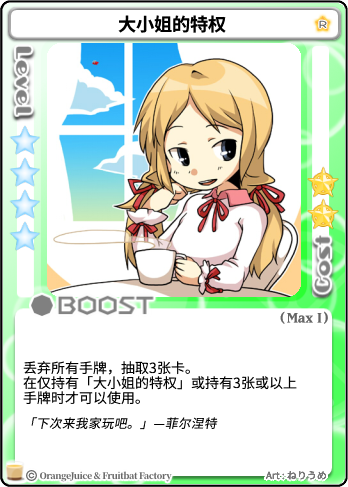 大小姐的特权
R
Level
Cost
BOOST
(Max 1)
丢弃所有手牌，抽取3张卡。
在仅持有「大小姐的特权」或持有3张或以上
手牌时才可以使用。
「下次来我家玩吧。」—菲尔涅特
© OrangeJuice & Fruitbat Factory
Art: ねりうめ